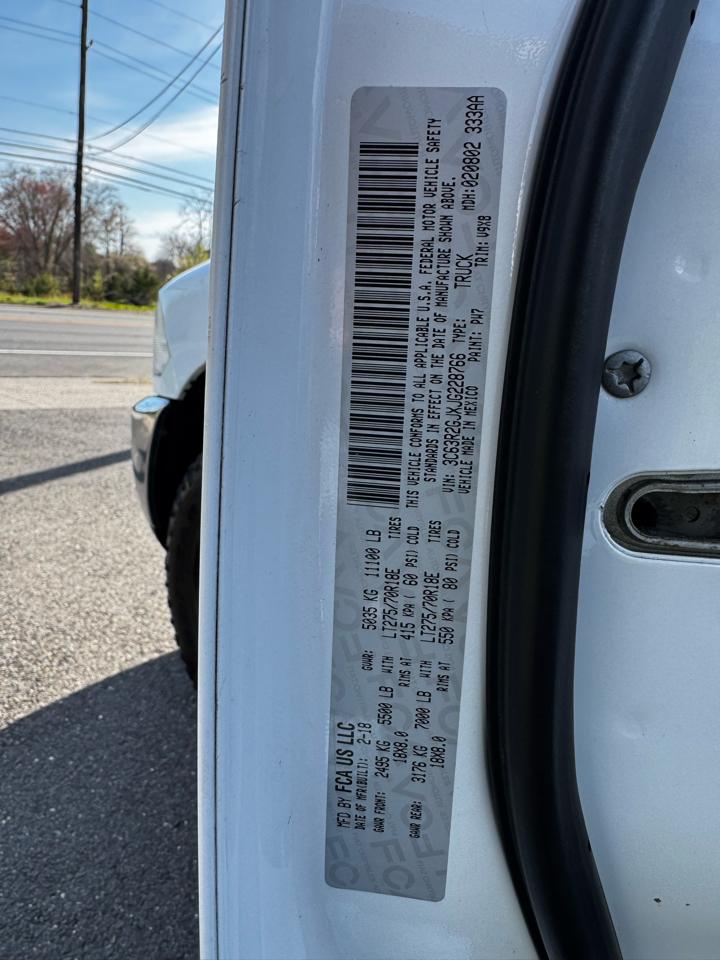 MFD BY FCA US LLC
DATE OF MFR(BUILT): 2-18 GVWR: 5035 KG 11100 LB
GAWR FRONT: 2495 KG 5500 LB WITH LT275/70R18E TIRES
18X8.0 RIMS AT 415 KPA ( 60 PSI) COLD
GAWR REAR: 3176 KG 7000 LB WITH LT275/70R18E TIRES
18X8.0 RIMS AT 550 KPA ( 80 PSI) COLD
THIS VEHICLE CONFORMS TO ALL APPLICABLE U.S.A. FEDERAL MOTOR VEHICLE SAFETY
STANDARDS IN EFFECT ON THE DATE OF MANUFACTURE SHOWN ABOVE.
VIN: 3C63R2GJXJG228766 TYPE: TRUCK MDH:020802 333AA
VEHICLE MADE IN MEXICO PAINT: PW7 TRIM: V9X8